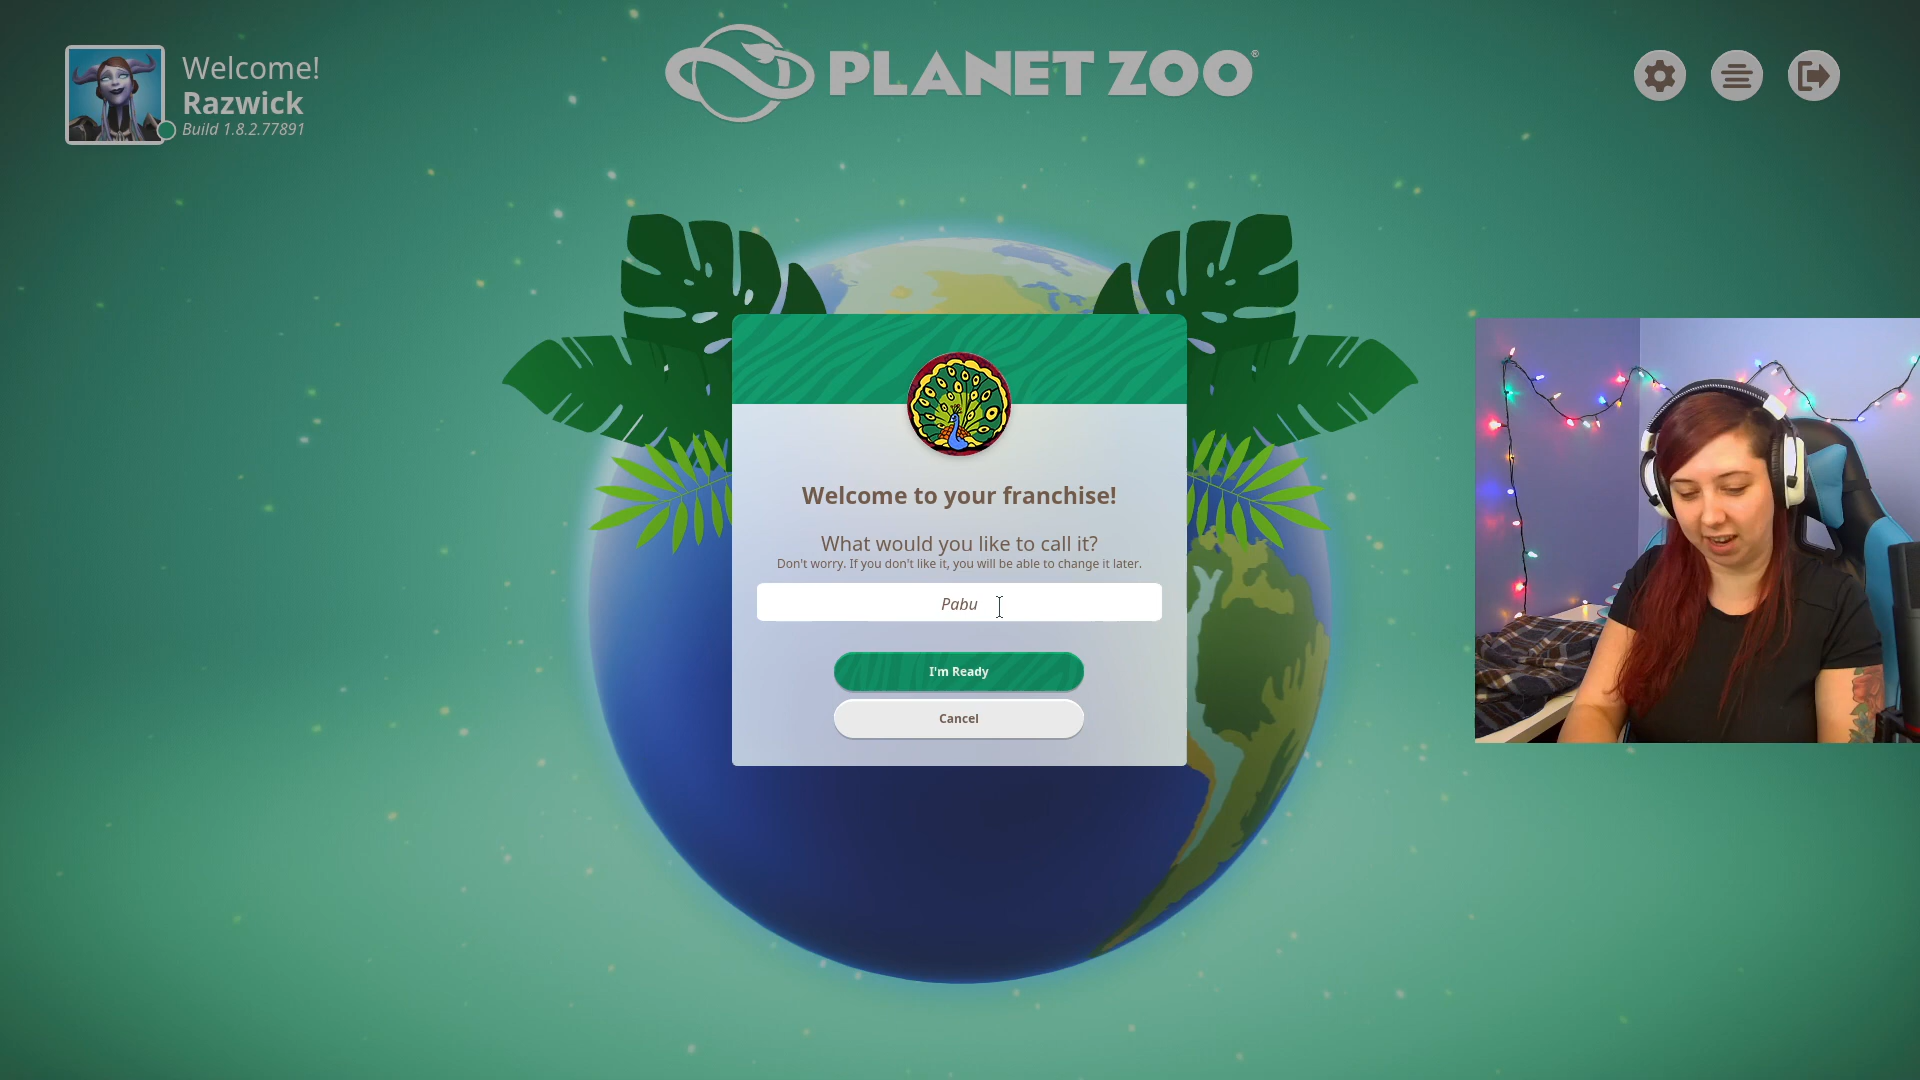 Welcome!
Razwick
Build 1.8.2.77891
PLANET ZOO®
Welcome to your franchise!
What would you like to call it?
Don't worry. If you don't like it, you will be able to change it later.
Pabu
I'm Ready
Cancel